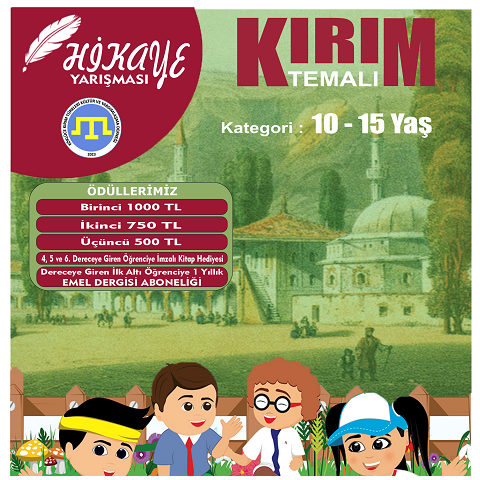 HİKAYE
YARIŞMASI
KIRIM
TEMALI
Kategori : 10 - 15 Yaş
2023
ÖDÜLLERİMİZ
Birinci 1000 TL
İkinci 750 TL
Üçüncü 500 TL
4, 5 ve 6. Dereceye Giren Öğrenciye İmzalı Kitap Hediyesi
Dereceye Giren İlk Altı Öğrenciye 1 Yıllık
EMEL DERGİSİ ABONELİĞİ